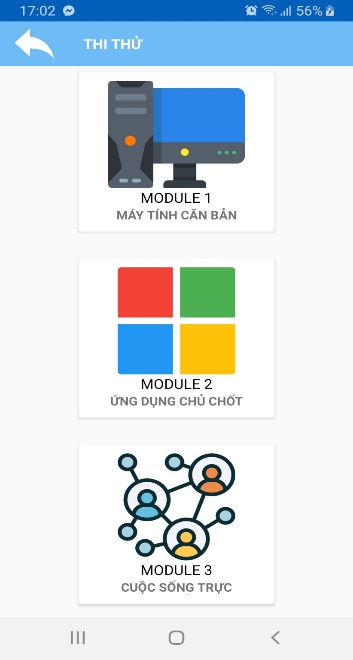 17:02
56%
THI THỬ
MODULE 1
MÁY TÍNH CĂN BẢN
MODULE 2
ỨNG DỤNG CHỦ CHỐT
MODULE 3
CUỘC SỐNG TRỰC